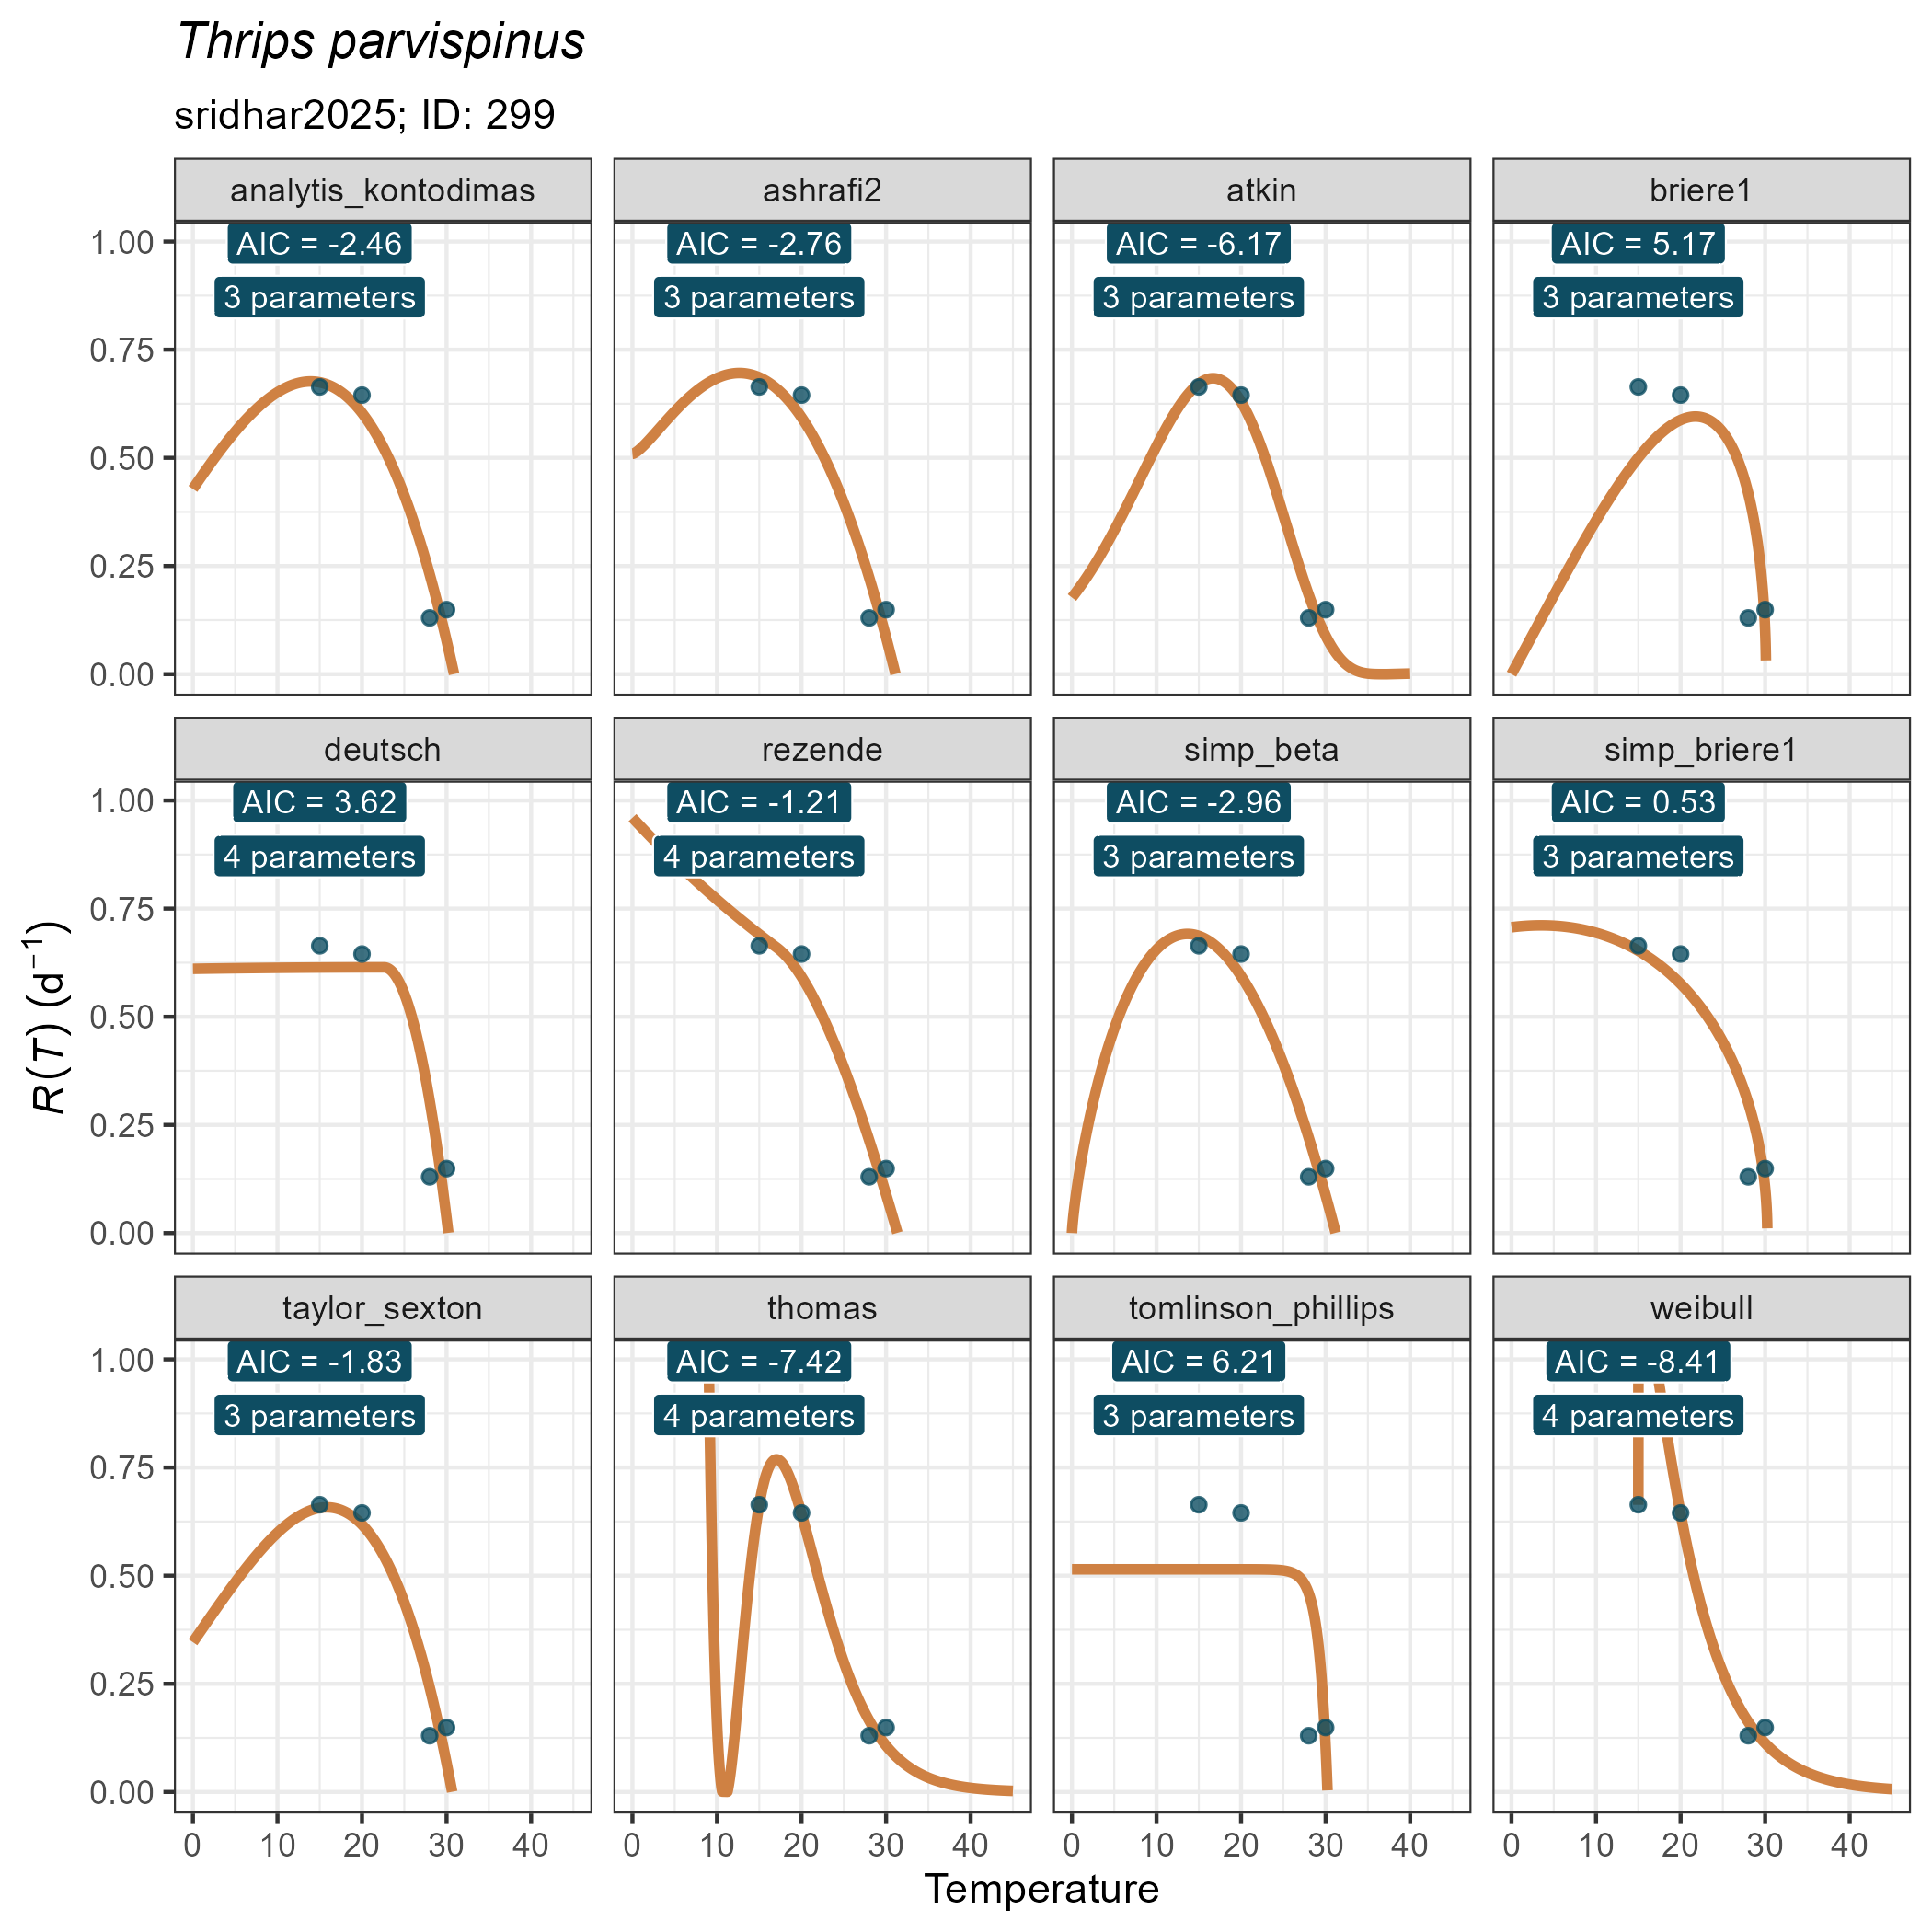 Thrips parvispinus
sridhar2025; ID: 299
analytis_kontodimas
ashrafi2
atkin
briere1
AIC = -2.46
3 parameters
AIC = -2.76
3 parameters
AIC = -6.17
3 parameters
AIC = 5.17
3 parameters
1.00
0.75
0.50
0.25
0.00
deutsch
rezende
simp_beta
simp_briere1
AIC = 3.62
4 parameters
AIC = -1.21
4 parameters
AIC = -2.96
3 parameters
AIC = 0.53
3 parameters
1.00
0.75
0.50
0.25
0.00
R(T) (d⁻¹)
taylor_sexton
thomas
tomlinson_phillips
weibull
AIC = -1.83
3 parameters
AIC = -7.42
4 parameters
AIC = 6.21
3 parameters
AIC = -8.41
4 parameters
1.00
0.75
0.50
0.25
0.00
0 10 20 30 40
0 10 20 30 40
0 10 20 30 40
0 10 20 30 40
Temperature